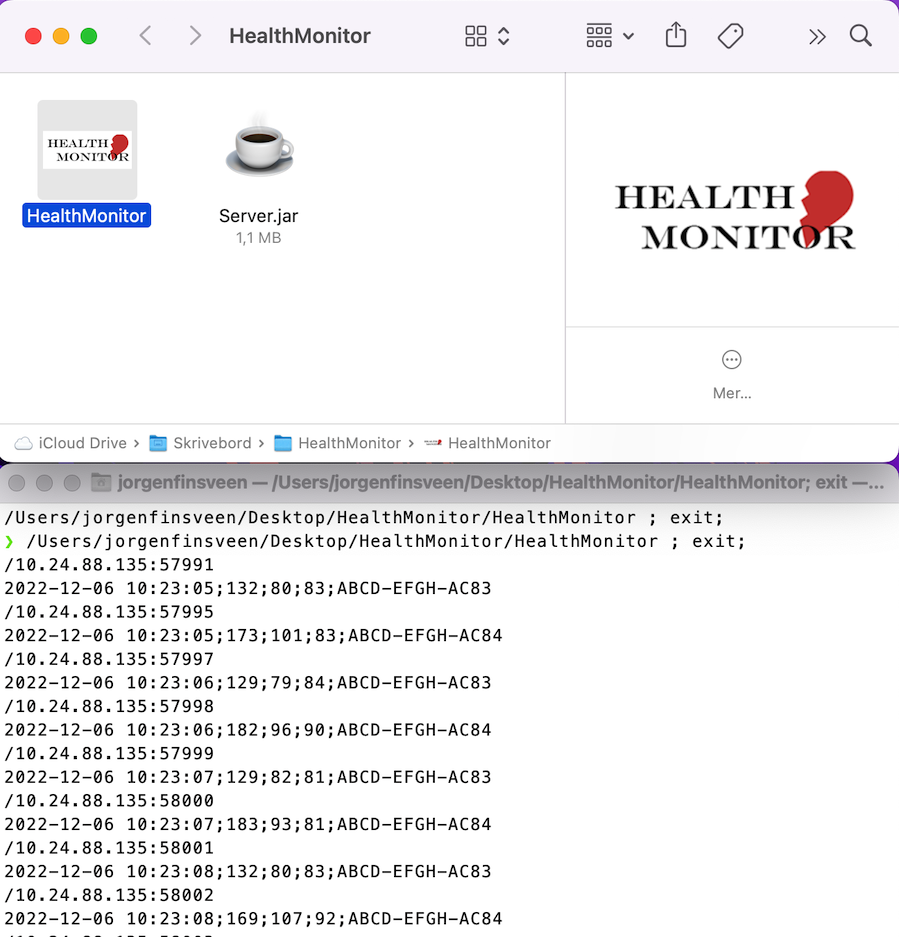 HealthMonitor
HEALTH
MONITOR
HealthMonitor
Server.jar
1,1 MB
HEALTH
MONITOR
Mer...
iCloud Drive › Skrivebord › HealthMonitor › HealthMonitor
jorgenfinsveen — /Users/jorgenfinsveen/Desktop/HealthMonitor/HealthMonitor; exit —...
/Users/jorgenfinsveen/Desktop/HealthMonitor/HealthMonitor ; exit;
❯ /Users/jorgenfinsveen/Desktop/HealthMonitor/HealthMonitor ; exit;
/10.24.88.135:57991
2022-12-06 10:23:05;132;80;83;ABCD-EFGH-AC83
/10.24.88.135:57995
2022-12-06 10:23:05;173;101;83;ABCD-EFGH-AC84
/10.24.88.135:57997
2022-12-06 10:23:06;129;79;84;ABCD-EFGH-AC83
/10.24.88.135:57998
2022-12-06 10:23:06;182;96;90;ABCD-EFGH-AC84
/10.24.88.135:57999
2022-12-06 10:23:07;129;82;81;ABCD-EFGH-AC83
/10.24.88.135:58000
2022-12-06 10:23:07;183;93;81;ABCD-EFGH-AC84
/10.24.88.135:58001
2022-12-06 10:23:08;132;80;83;ABCD-EFGH-AC83
/10.24.88.135:58002
2022-12-06 10:23:08;169;107;92;ABCD-EFGH-AC84